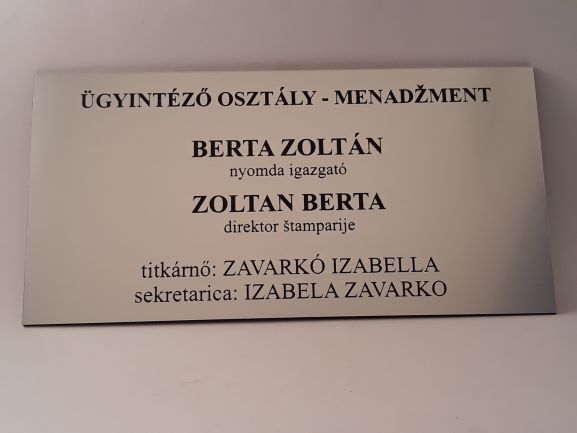 ÜGYINTÉZŐ OSZTÁLY - MENADŽMENT
BERTA ZOLTÁN
nyomda igazgató
ZOLTAN BERTA
direktor štamparije
titkárnő: ZAVARKÓ IZABELLA
sekretarica: IZABELA ZAVARKO